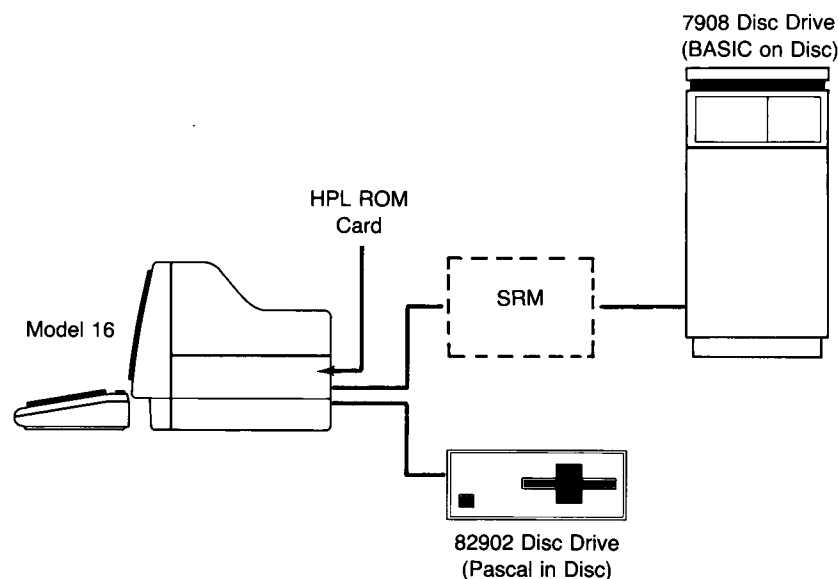 7908 Disc Drive
(BASIC on Disc)
HPL ROM
Card
SRM
Model 16
82902 Disc Drive
(Pascal in Disc)